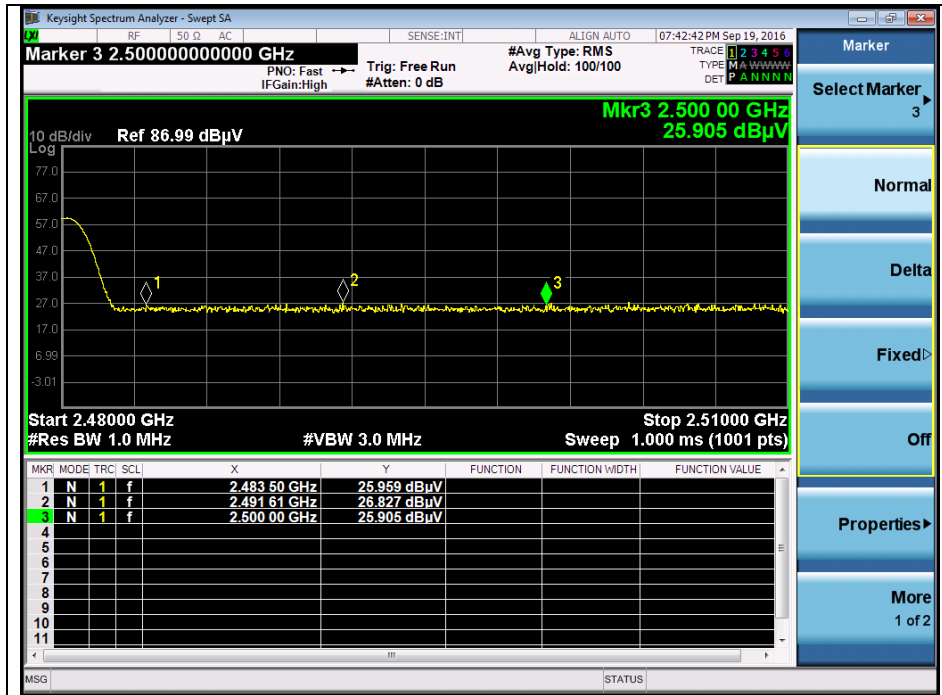 Keysight Spectrum Analyzer - Swept SA
LXI RF 50 Ω AC SENSE:INT ALIGN AUTO 07:42:42 PM Sep 19, 2016
Marker 3 2.500000000000 GHz
PNO: Fast
IFGain:High
Trig: Free Run
#Atten: 0 dB
#Avg Type: RMS
Avg|Hold: 100/100
TRACE 1 2 3 4 5 6
TYPE M A W W W W
DET P A N N N N
Mkr3 2.500 00 GHz
25.905 dBµV
10 dB/div Ref 86.99 dBµV
Log
77.0
67.0
57.0
47.0
37.0
27.0
17.0
6.99
-3.01
1
2
3
Start 2.48000 GHz
Stop 2.51000 GHz
#Res BW 1.0 MHz
#VBW 3.0 MHz
Sweep 1.000 ms (1001 pts)
MKR MODE TRC SCL X Y FUNCTION FUNCTION WIDTH FUNCTION VALUE
1 N 1 f 2.483 50 GHz 25.959 dBµV
2 N 1 f 2.491 61 GHz 26.827 dBµV
3 N 1 f 2.500 00 GHz 25.905 dBµV
4
5
6
7
8
9
10
11
MSG
STATUS
Marker
Select Marker
3
Normal
Delta
Fixed
Off
Properties
More
1 of 2